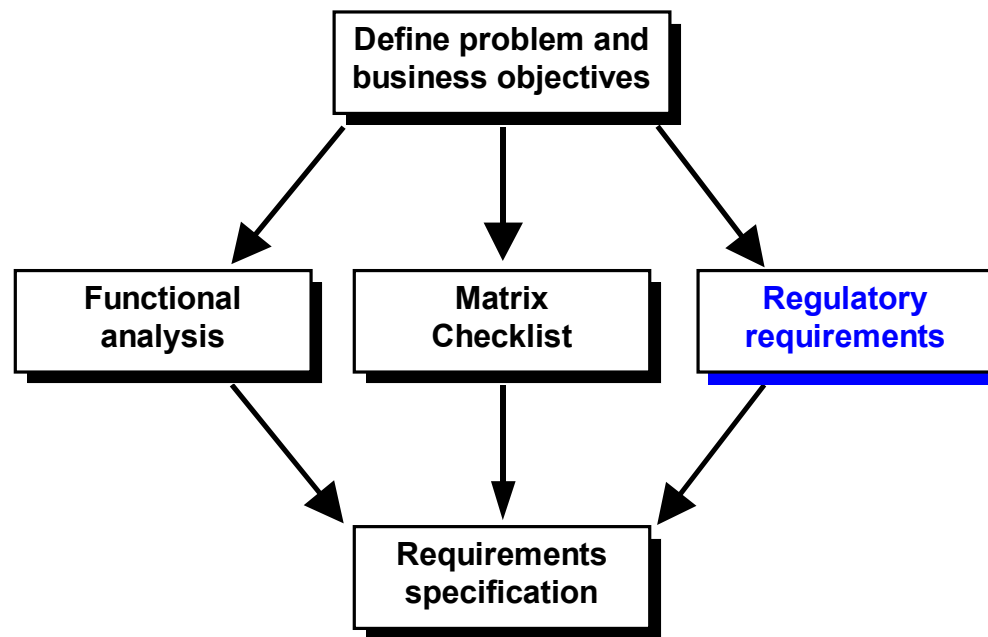 Define problem and
business objectives
Functional
analysis
Matrix
Checklist
Regulatory
requirements
Requirements
specification